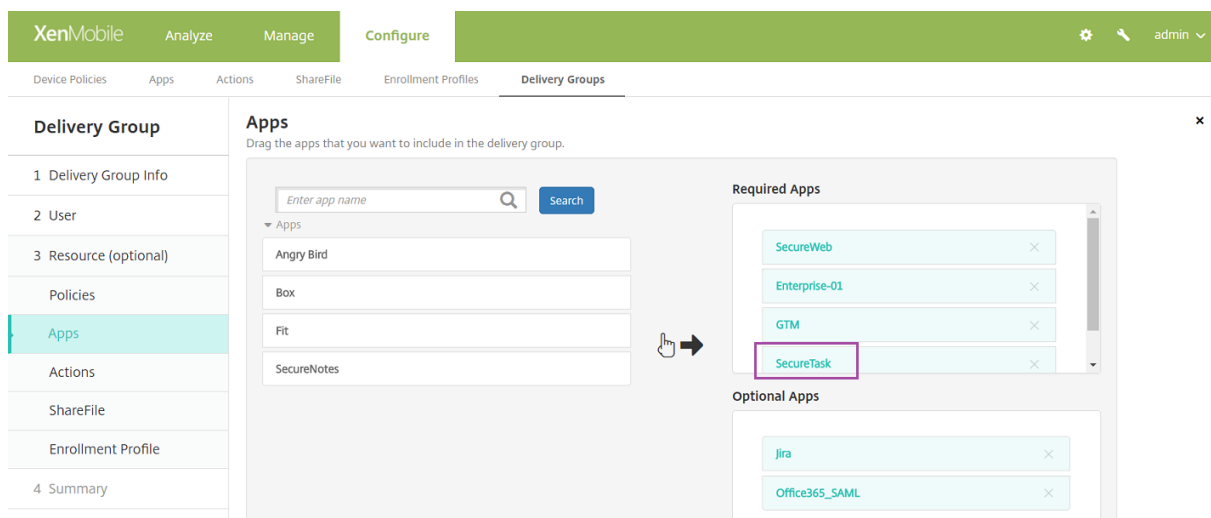 XenMobile Analyze Manage Configure admin
Device Policies Apps Actions ShareFile Enrollment Profiles Delivery Groups
Delivery Group
1 Delivery Group Info
2 User
3 Resource (optional)
Policies
Apps
Actions
ShareFile
Enrollment Profile
4 Summary
Apps
Drag the apps that you want to include in the delivery group.
Enter app name Search
Apps
Angry Bird
Box
Fit
SecureNotes
Required Apps
SecureWeb
Enterprise-01
GTM
SecureTask
Optional Apps
Jira
Office365_SAML